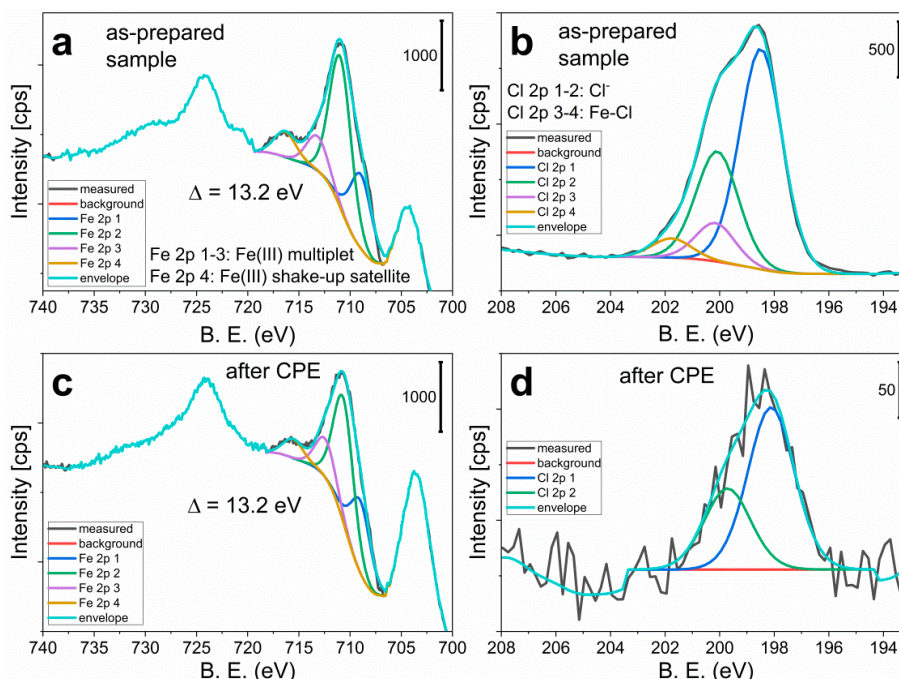 a
as-prepared
sample
1000
Intensity [cps]
Δ = 13.2 eV
measured
background
Fe 2p 1
Fe 2p 2
Fe 2p 3
Fe 2p 4
envelope
Fe 2p 1-3: Fe(III) multiplet
Fe 2p 4: Fe(III) shake-up satellite
740 735 730 725 720 715 710 705 700
B. E. (eV)
b
as-prepared
sample
500
Intensity [cps]
Cl 2p 1-2: Cl⁻
Cl 2p 3-4: Fe-Cl
measured
background
Cl 2p 1
Cl 2p 2
Cl 2p 3
Cl 2p 4
envelope
208 206 204 202 200 198 196 194
B. E. (eV)
c
after CPE
1000
Intensity [cps]
Δ = 13.2 eV
measured
background
Fe 2p 1
Fe 2p 2
Fe 2p 3
Fe 2p 4
envelope
740 735 730 725 720 715 710 705 700
B. E. (eV)
d
after CPE
50
Intensity [cps]
measured
background
Cl 2p 1
Cl 2p 2
envelope
208 206 204 202 200 198 196 194
B. E. (eV)